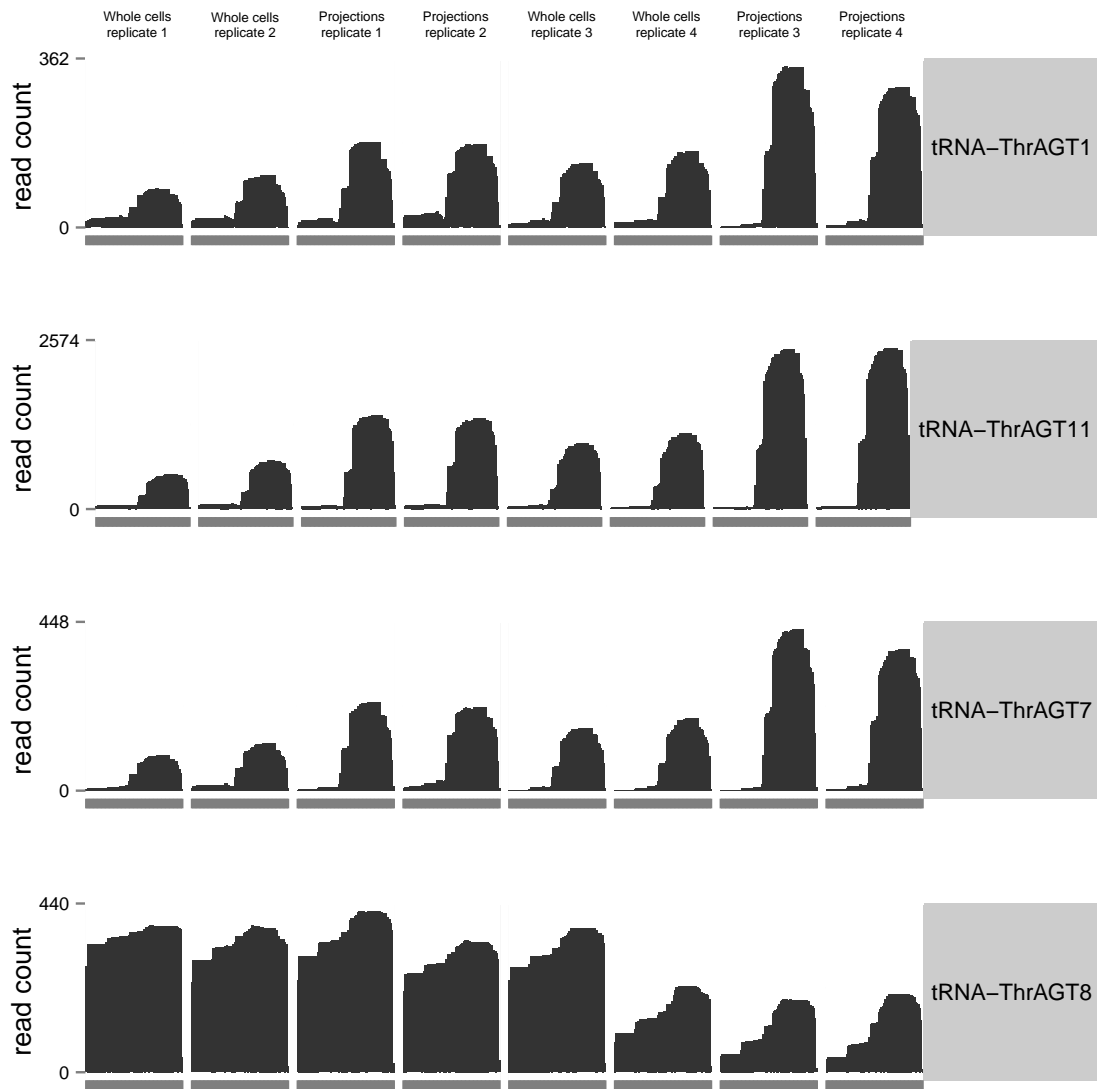 Whole cells Whole cells Projections Projections Whole cells Whole cells Projections Projections
replicate 1 replicate 2 replicate 1 replicate 2 replicate 3 replicate 4 replicate 3 replicate 4
362
read count
0
tRNA−ThrAGT1
2574
read count
0
tRNA−ThrAGT11
448
read count
0
tRNA−ThrAGT7
440
read count
0
tRNA−ThrAGT8